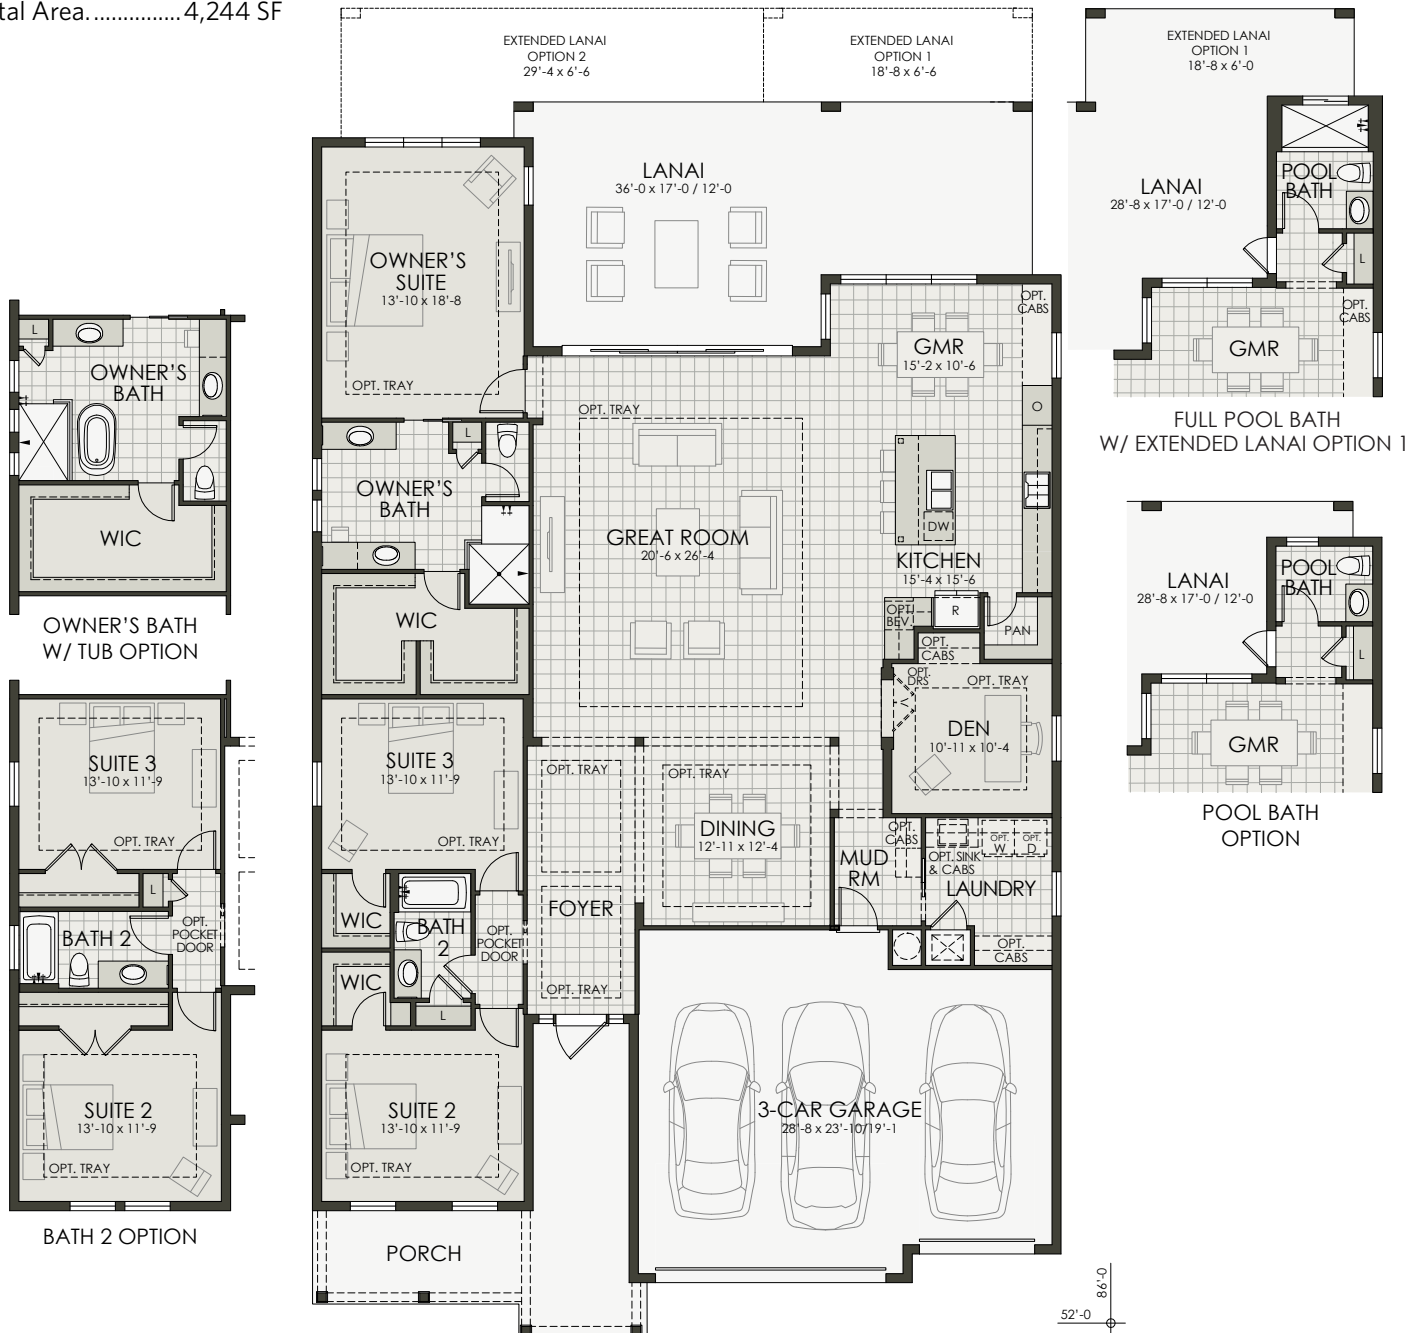 tal Area. .............. 4,244 SF
EXTENDED LANAI
OPTION 2
29'-4 x 6'-6
EXTENDED LANAI
OPTION 1
18'-8 x 6'-6
LANAI
36'-0 x 17'-0 / 12'-0
OWNER'S
SUITE
13'-10 x 18'-8
OPT. TRAY
OPT.
CABS
GMR
15'-2 x 10'-6
OPT. TRAY
O
L
OWNER'S
BATH
GREAT ROOM
20'-6 x 26'-4
DW
KITCHEN
15'-4 x 15'-6
WIC
OPT.
BEV.
R
PAN
OPT.
CABS
OPT.
DRS
OPT. TRAY
DEN
10'-11 x 10'-4
SUITE 3
13'-10 x 11'-9
OPT. TRAY
OPT. TRAY
OPT. TRAY
DINING
12'-11 x 12'-4
OPT.
CABS
MUD
RM
OPT.
W
OPT.
D
OPT. SINK
& CABS
LAUNDRY
OPT.
CABS
WIC
BATH
2
OPT.
POCKET
DOOR
FOYER
OPT. TRAY
WIC
L
SUITE 2
13'-10 x 11'-9
OPT. TRAY
3-CAR GARAGE
28'-8 x 23'-10/19'-1
PORCH
L
OWNER'S
BATH
WIC
OWNER'S BATH
W/ TUB OPTION
SUITE 3
13'-10 x 11'-9
OPT. TRAY
L
OPT.
POCKET
DOOR
BATH 2
SUITE 2
13'-10 x 11'-9
OPT. TRAY
BATH 2 OPTION
EXTENDED LANAI
OPTION 1
18'-8 x 6'-0
LANAI
28'-8 x 17'-0 / 12'-0
POOL
BATH
L
OPT.
CABS
GMR
FULL POOL BATH
W/ EXTENDED LANAI OPTION 1
LANAI
28'-8 x 17'-0 / 12'-0
POOL
BATH
L
GMR
POOL BATH
OPTION
86'-0
52'-0